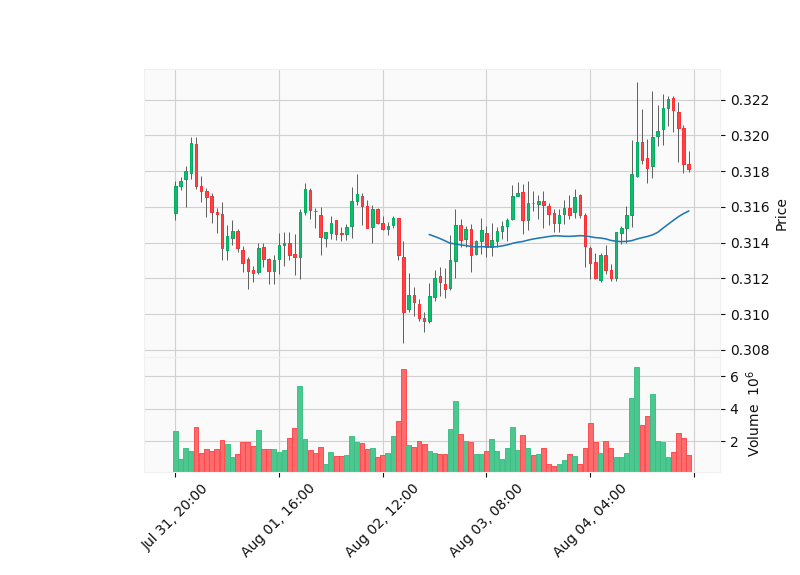 0.322
0.320
0.318
0.316
0.314
0.312
0.310
0.308
Price
6
4
2
Volume 10^6
Jul 31, 20:00
Aug 01, 16:00
Aug 02, 12:00
Aug 03, 08:00
Aug 04, 04:00